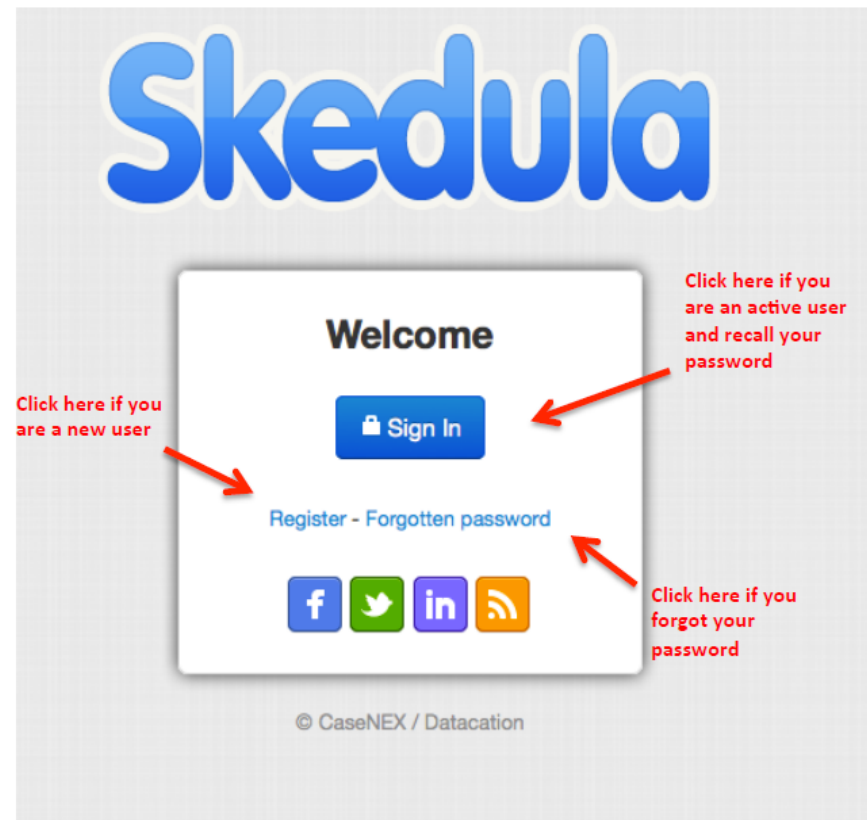 Skedula
Click here if you
are an active user
and recall your
password
Welcome
Click here if you
are a new user
Sign In
Register - Forgotten password
f in
Click here if you
forgot your
password
© CaseNEX / Datacation